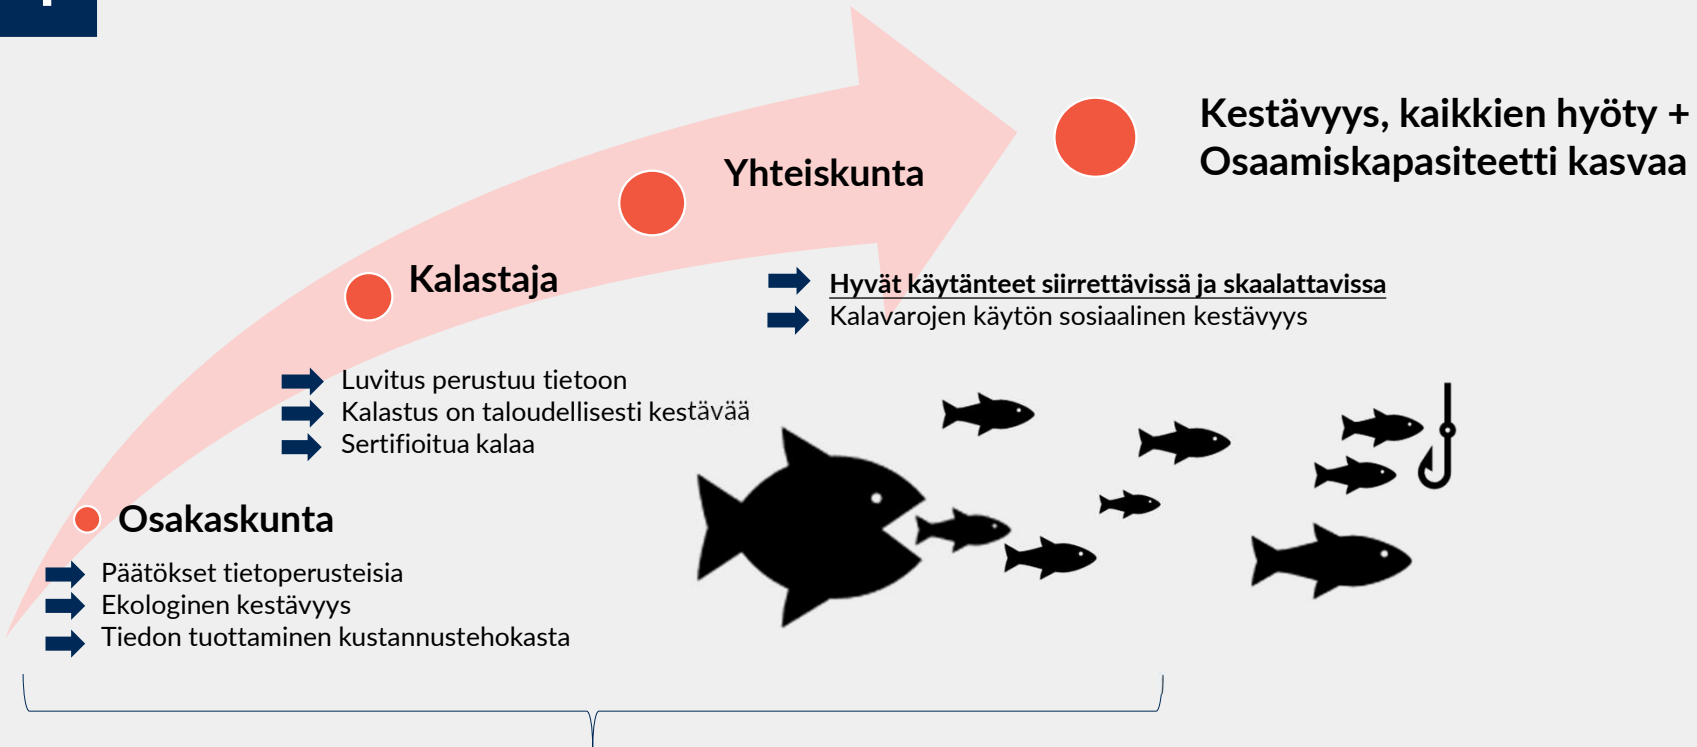 Kestävyys, kaikkien hyöty +
Osaamiskapasiteetti kasvaa
Yhteiskunta
Hyvät käytänteet siirrettävissä ja skaalattavissa
Kalavarojen käytön sosiaalinen kestävyys
Kalastaja
Luvitus perustuu tietoon
Kalastus on taloudellisesti kestävää
Sertifioitua kalaa
Osakaskunta
Päätökset tietoperusteisia
Ekologinen kestävyys
Tiedon tuottaminen kustannustehokasta